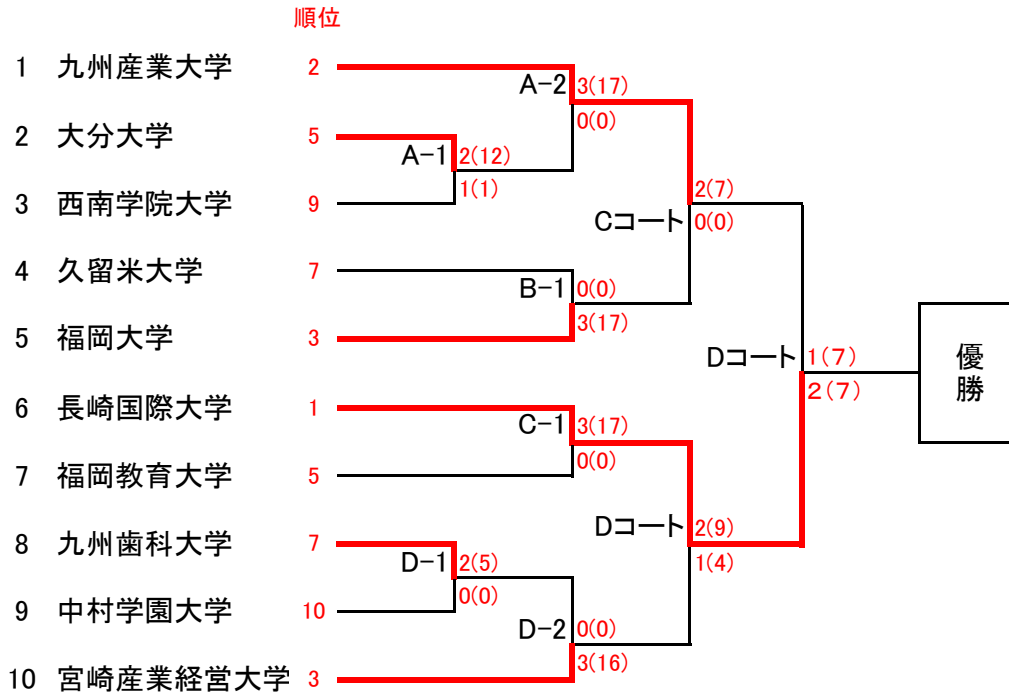 順位
1 九州産業大学 2
A-2 3(17)
0(0)
2 大分大学 5
A-1 2(12)
1(1)
3 西南学院大学 9
2(7)
Cコート 0(0)
4 久留米大学 7
B-1 0(0)
3(17)
5 福岡大学 3
Dコート 1(7)
2(7)
優勝
6 長崎国際大学 1
C-1 3(17)
0(0)
7 福岡教育大学 5
Dコート 2(9)
1(4)
8 九州歯科大学 7
D-1 2(5)
0(0)
9 中村学園大学 10
D-2 0(0)
3(16)
10 宮崎産業経営大学 3